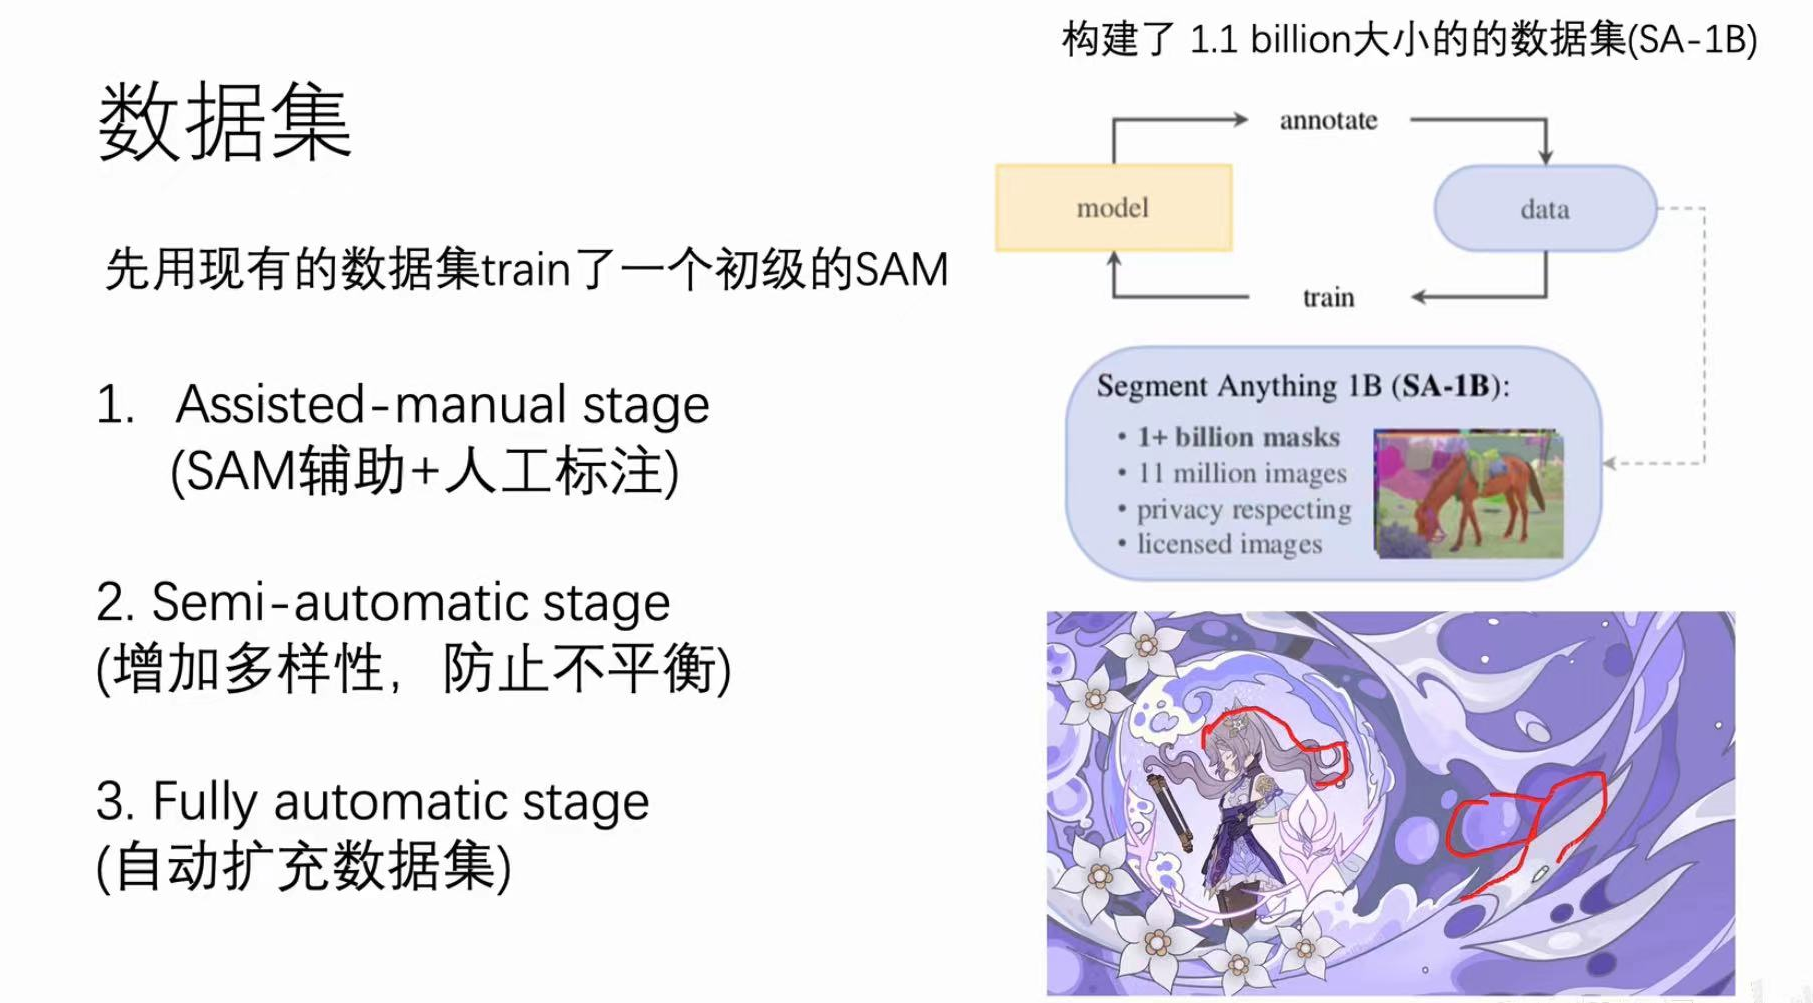 构建了 1.1 billion大小的的数据集(SA-1B)
数据集
先用现有的数据集train了一个初级的SAM
1. Assisted-manual stage
(SAM辅助+人工标注)
2. Semi-automatic stage
(增加多样性，防止不平衡)
3. Fully automatic stage
(自动扩充数据集)
annotate
model
data
train
Segment Anything 1B (SA-1B):
• 1+ billion masks
• 11 million images
• privacy respecting
• licensed images